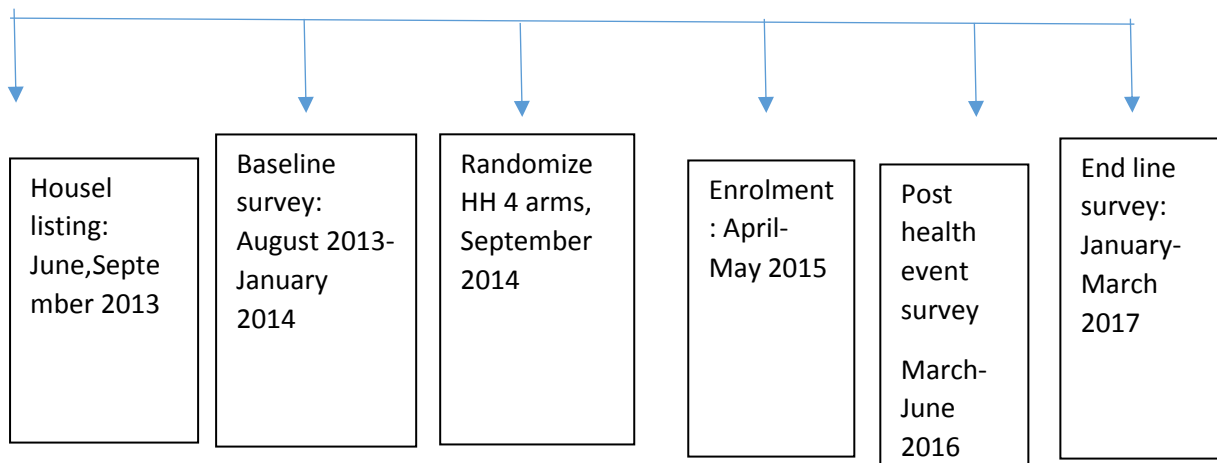 Housel
listing:
June,Septe
mber 2013
Baseline
survey:
August 2013-
January
2014
Randomize
HH 4 arms,
September
2014
Enrolment
: April-
May 2015
Post
health
event
survey
March-
June
2016
End line
survey:
January-
March
2017